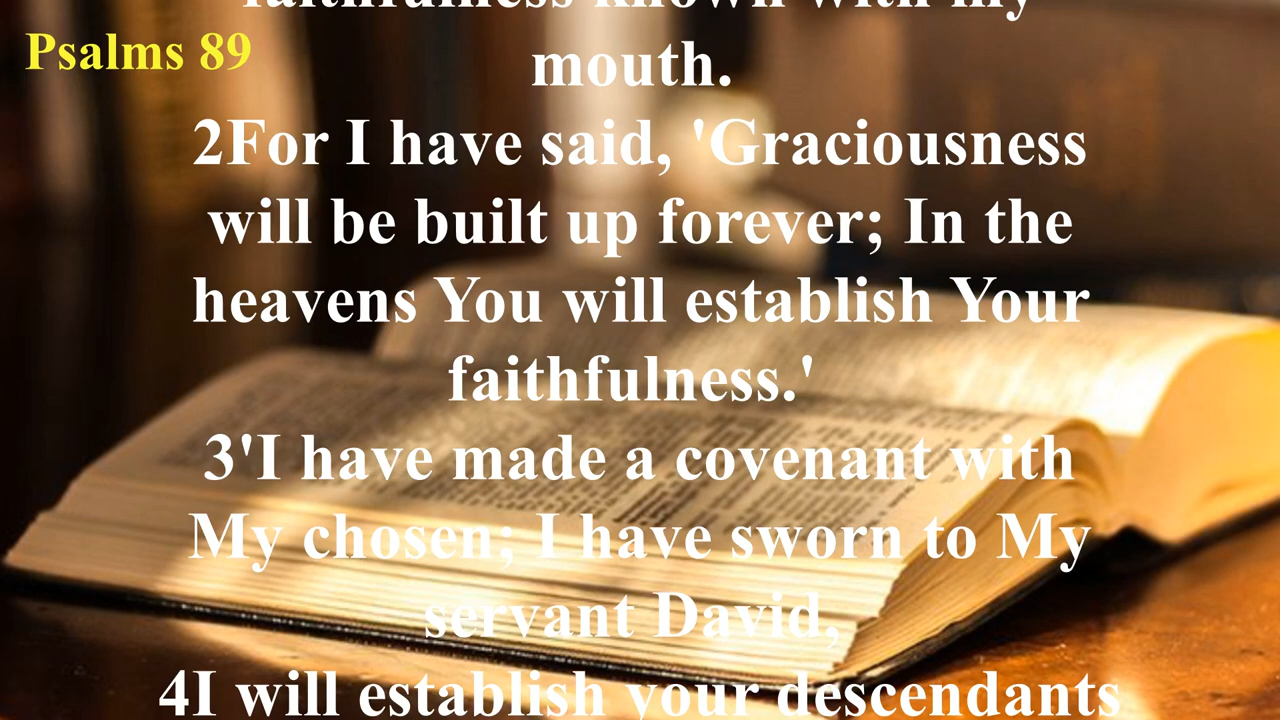 Psalms 89
faithfulness known with my
mouth.
2For I have said, 'Graciousness
will be built up forever; In the
heavens You will establish Your
faithfulness.'
3'I have made a covenant with
My chosen; I have sworn to My
servant David,
4I will establish your descendants